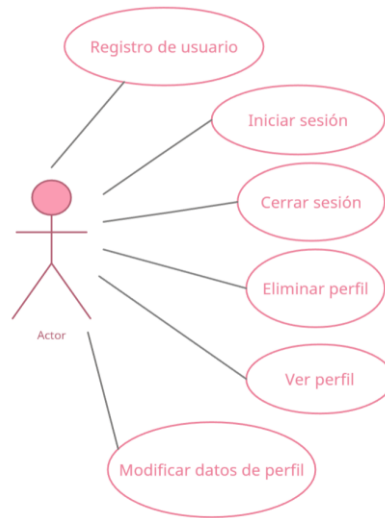 Registro de usuario
Iniciar sesión
Cerrar sesión
Eliminar perfil
Actor
Ver perfil
Modificar datos de perfil